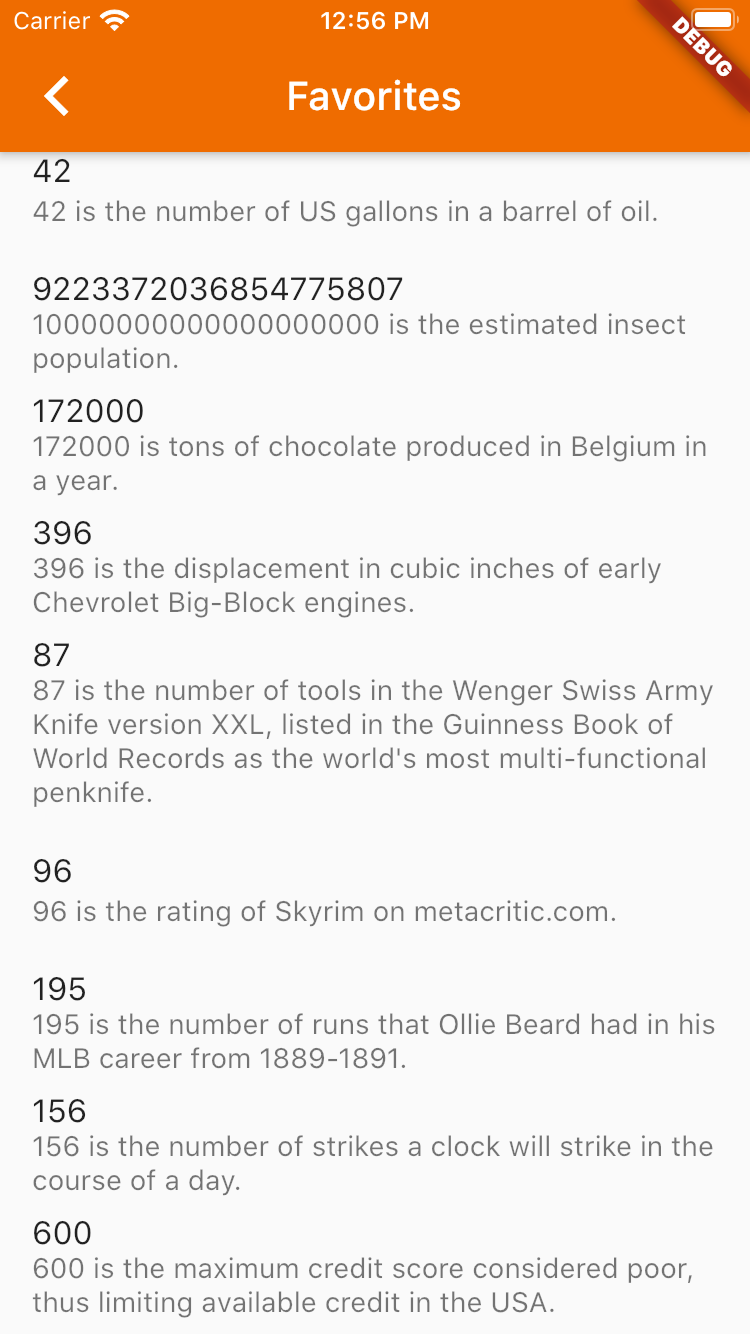 Carrier 12:56 PM
DEBUG
Favorites
42
42 is the number of US gallons in a barrel of oil.
9223372036854775807
10000000000000000000 is the estimated insect
population.
172000
172000 is tons of chocolate produced in Belgium in
a year.
396
396 is the displacement in cubic inches of early
Chevrolet Big-Block engines.
87
87 is the number of tools in the Wenger Swiss Army
Knife version XXL, listed in the Guinness Book of
World Records as the world's most multi-functional
penknife.
96
96 is the rating of Skyrim on metacritic.com.
195
195 is the number of runs that Ollie Beard had in his
MLB career from 1889-1891.
156
156 is the number of strikes a clock will strike in the
course of a day.
600
600 is the maximum credit score considered poor,
thus limiting available credit in the USA.